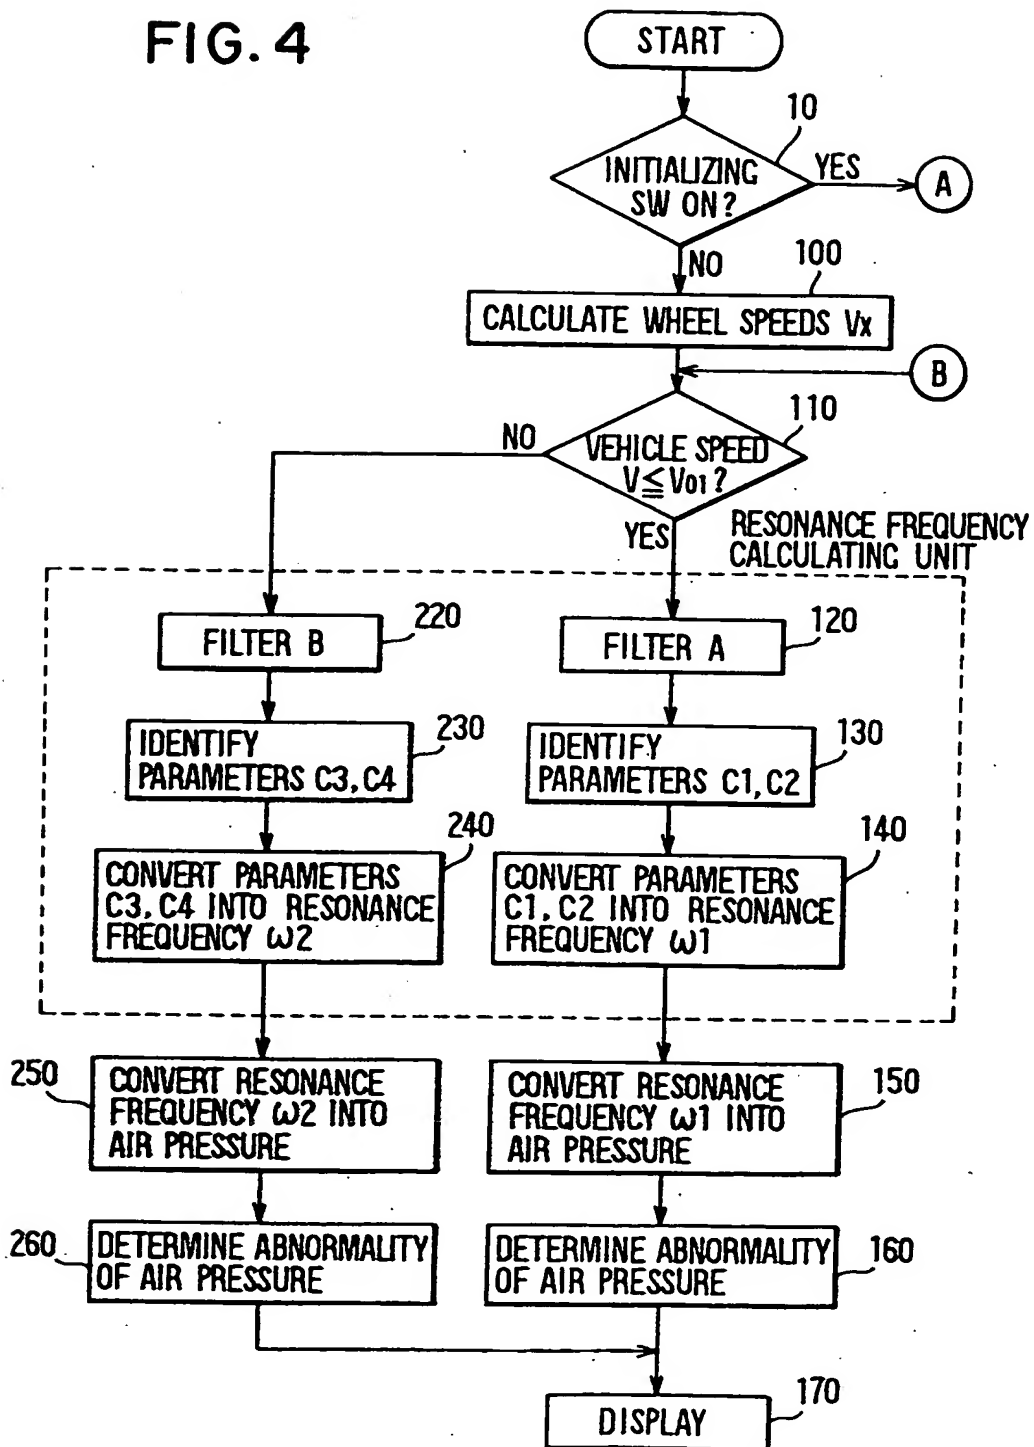 FIG. 4
START
10
INITIALIZING
SW ON?
YES
A
NO
100
CALCULATE WHEEL SPEEDS Vx
B
110
VEHICLE SPEED
V≦V01?
NO
YES
RESONANCE FREQUENCY
CALCULATING UNIT
FILTER B
220
FILTER A
120
IDENTIFY
PARAMETERS C3, C4
230
IDENTIFY
PARAMETERS C1, C2
130
CONVERT PARAMETERS
C3, C4 INTO RESONANCE
FREQUENCY ω2
240
CONVERT PARAMETERS
C1, C2 INTO RESONANCE
FREQUENCY ω1
140
250
CONVERT RESONANCE
FREQUENCY ω2 INTO
AIR PRESSURE
CONVERT RESONANCE
FREQUENCY ω1 INTO
AIR PRESSURE
150
260
DETERMINE ABNORMALITY
OF AIR PRESSURE
DETERMINE ABNORMALITY
OF AIR PRESSURE
160
170
DISPLAY